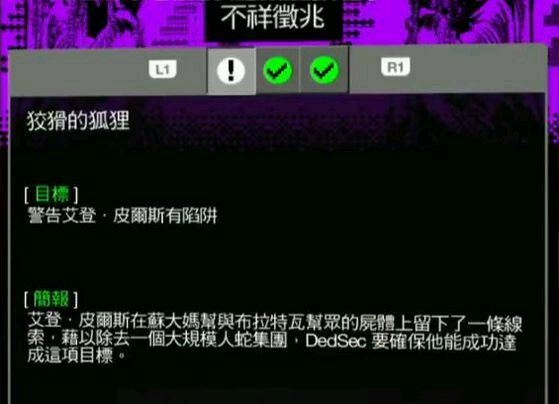 不祥徵兆
L1
R1
狡猾的狐狸
[目標]
警告艾登．皮爾斯有陷阱
[簡報]
艾登．皮爾斯在蘇大媽幫與布拉特瓦幫眾的屍體上留下了一條線
索，藉以除去一個大規模人蛇集團，DedSec 要確保他能成功達
成這項目標。